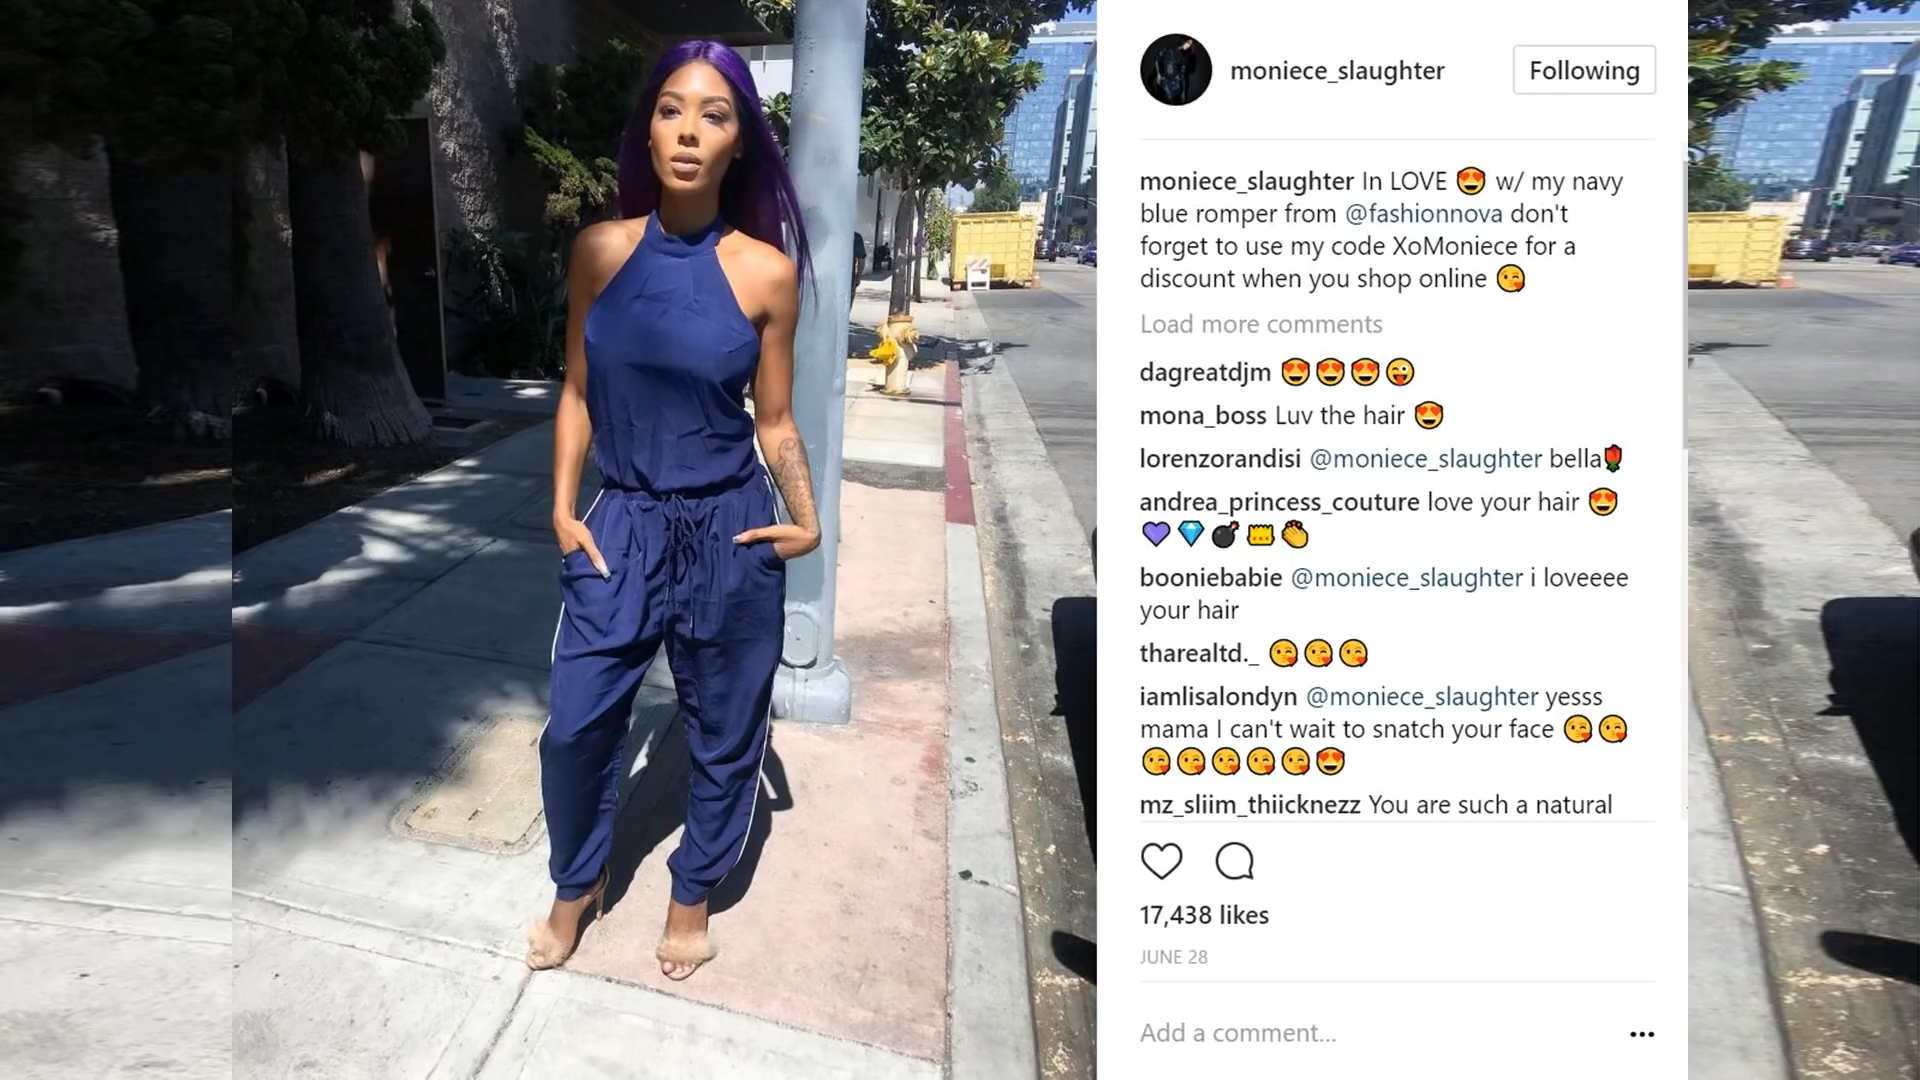 moniece_slaughter
Following
moniece_slaughter In LOVE 😍 w/ my navy
blue romper from @fashionnova don't
forget to use my code XoMoniece for a
discount when you shop online 😘
Load more comments
dagreatdjm 😍😍😍😜
mona_boss Luv the hair 😍
lorenzorandisi @moniece_slaughter bella🌹
andrea_princess_couture love your hair 😍
💜💎💣👑👏
booniebabie @moniece_slaughter i loveeee
your hair
tharealtd._ 😘😘😘
iamlisalondyn @moniece_slaughter yesss
mama I can't wait to snatch your face 😘😘
😘😘😘😘😘😍
mz_sliim_thiicknezz You are such a natural
17,438 likes
JUNE 28
Add a comment...